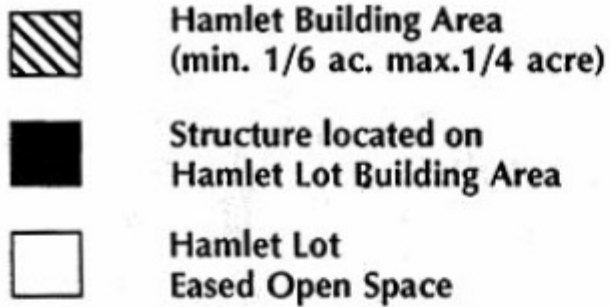 Hamlet Building Area
(min. 1/6 ac. max.1/4 acre)
Structure located on
Hamlet Lot Building Area
Hamlet Lot
Eased Open Space